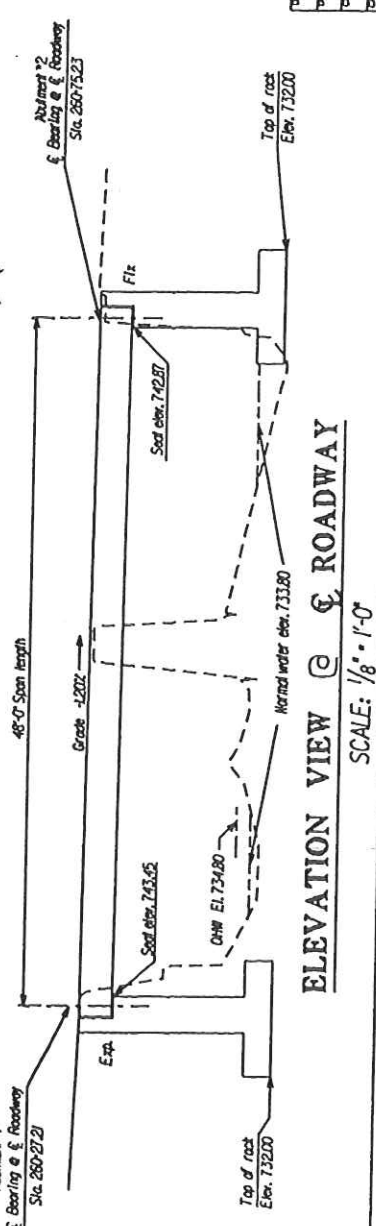 Abutment #2
℄ Bearing @ ℄ Roadway
Sta. 260+75.23
48'-0" Span length
Grade -1.202%
℄ Bearing @ ℄ Roadway
Sta. 260+27.21
Exp.
Seat elev. 743.45
Seat elev. 742.87
Fix
OHW El. 734.80
Normal water elev. 733.80
Top of rock
Elev. 732.00
Top of rock
Elev. 732.00
ELEVATION VIEW @ ℄ ROADWAY
SCALE: 1/8" = 1'-0"